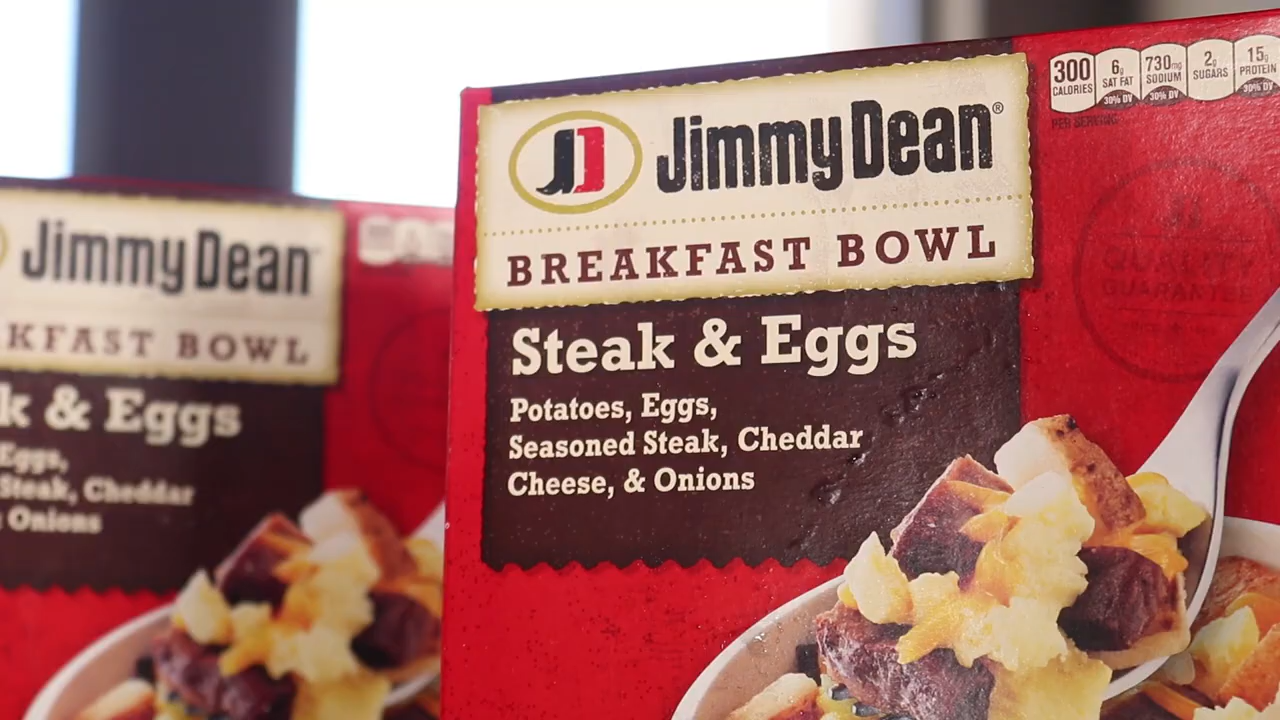 Jimmy Dean®
BREAKFAST BOWL
Steak & Eggs
Potatoes, Eggs,
Seasoned Steak, Cheddar
Cheese, & Onions
300 CALORIES
6g SAT FAT 30% DV
730mg SODIUM 30% DV
2g SUGARS
15g PROTEIN 30% DV
PER SERVING
QUALITY
GUARANTEE
Jimmy Dean
KFAST BOWL
k & Eggs
Eggs,
Steak, Cheddar
Onions